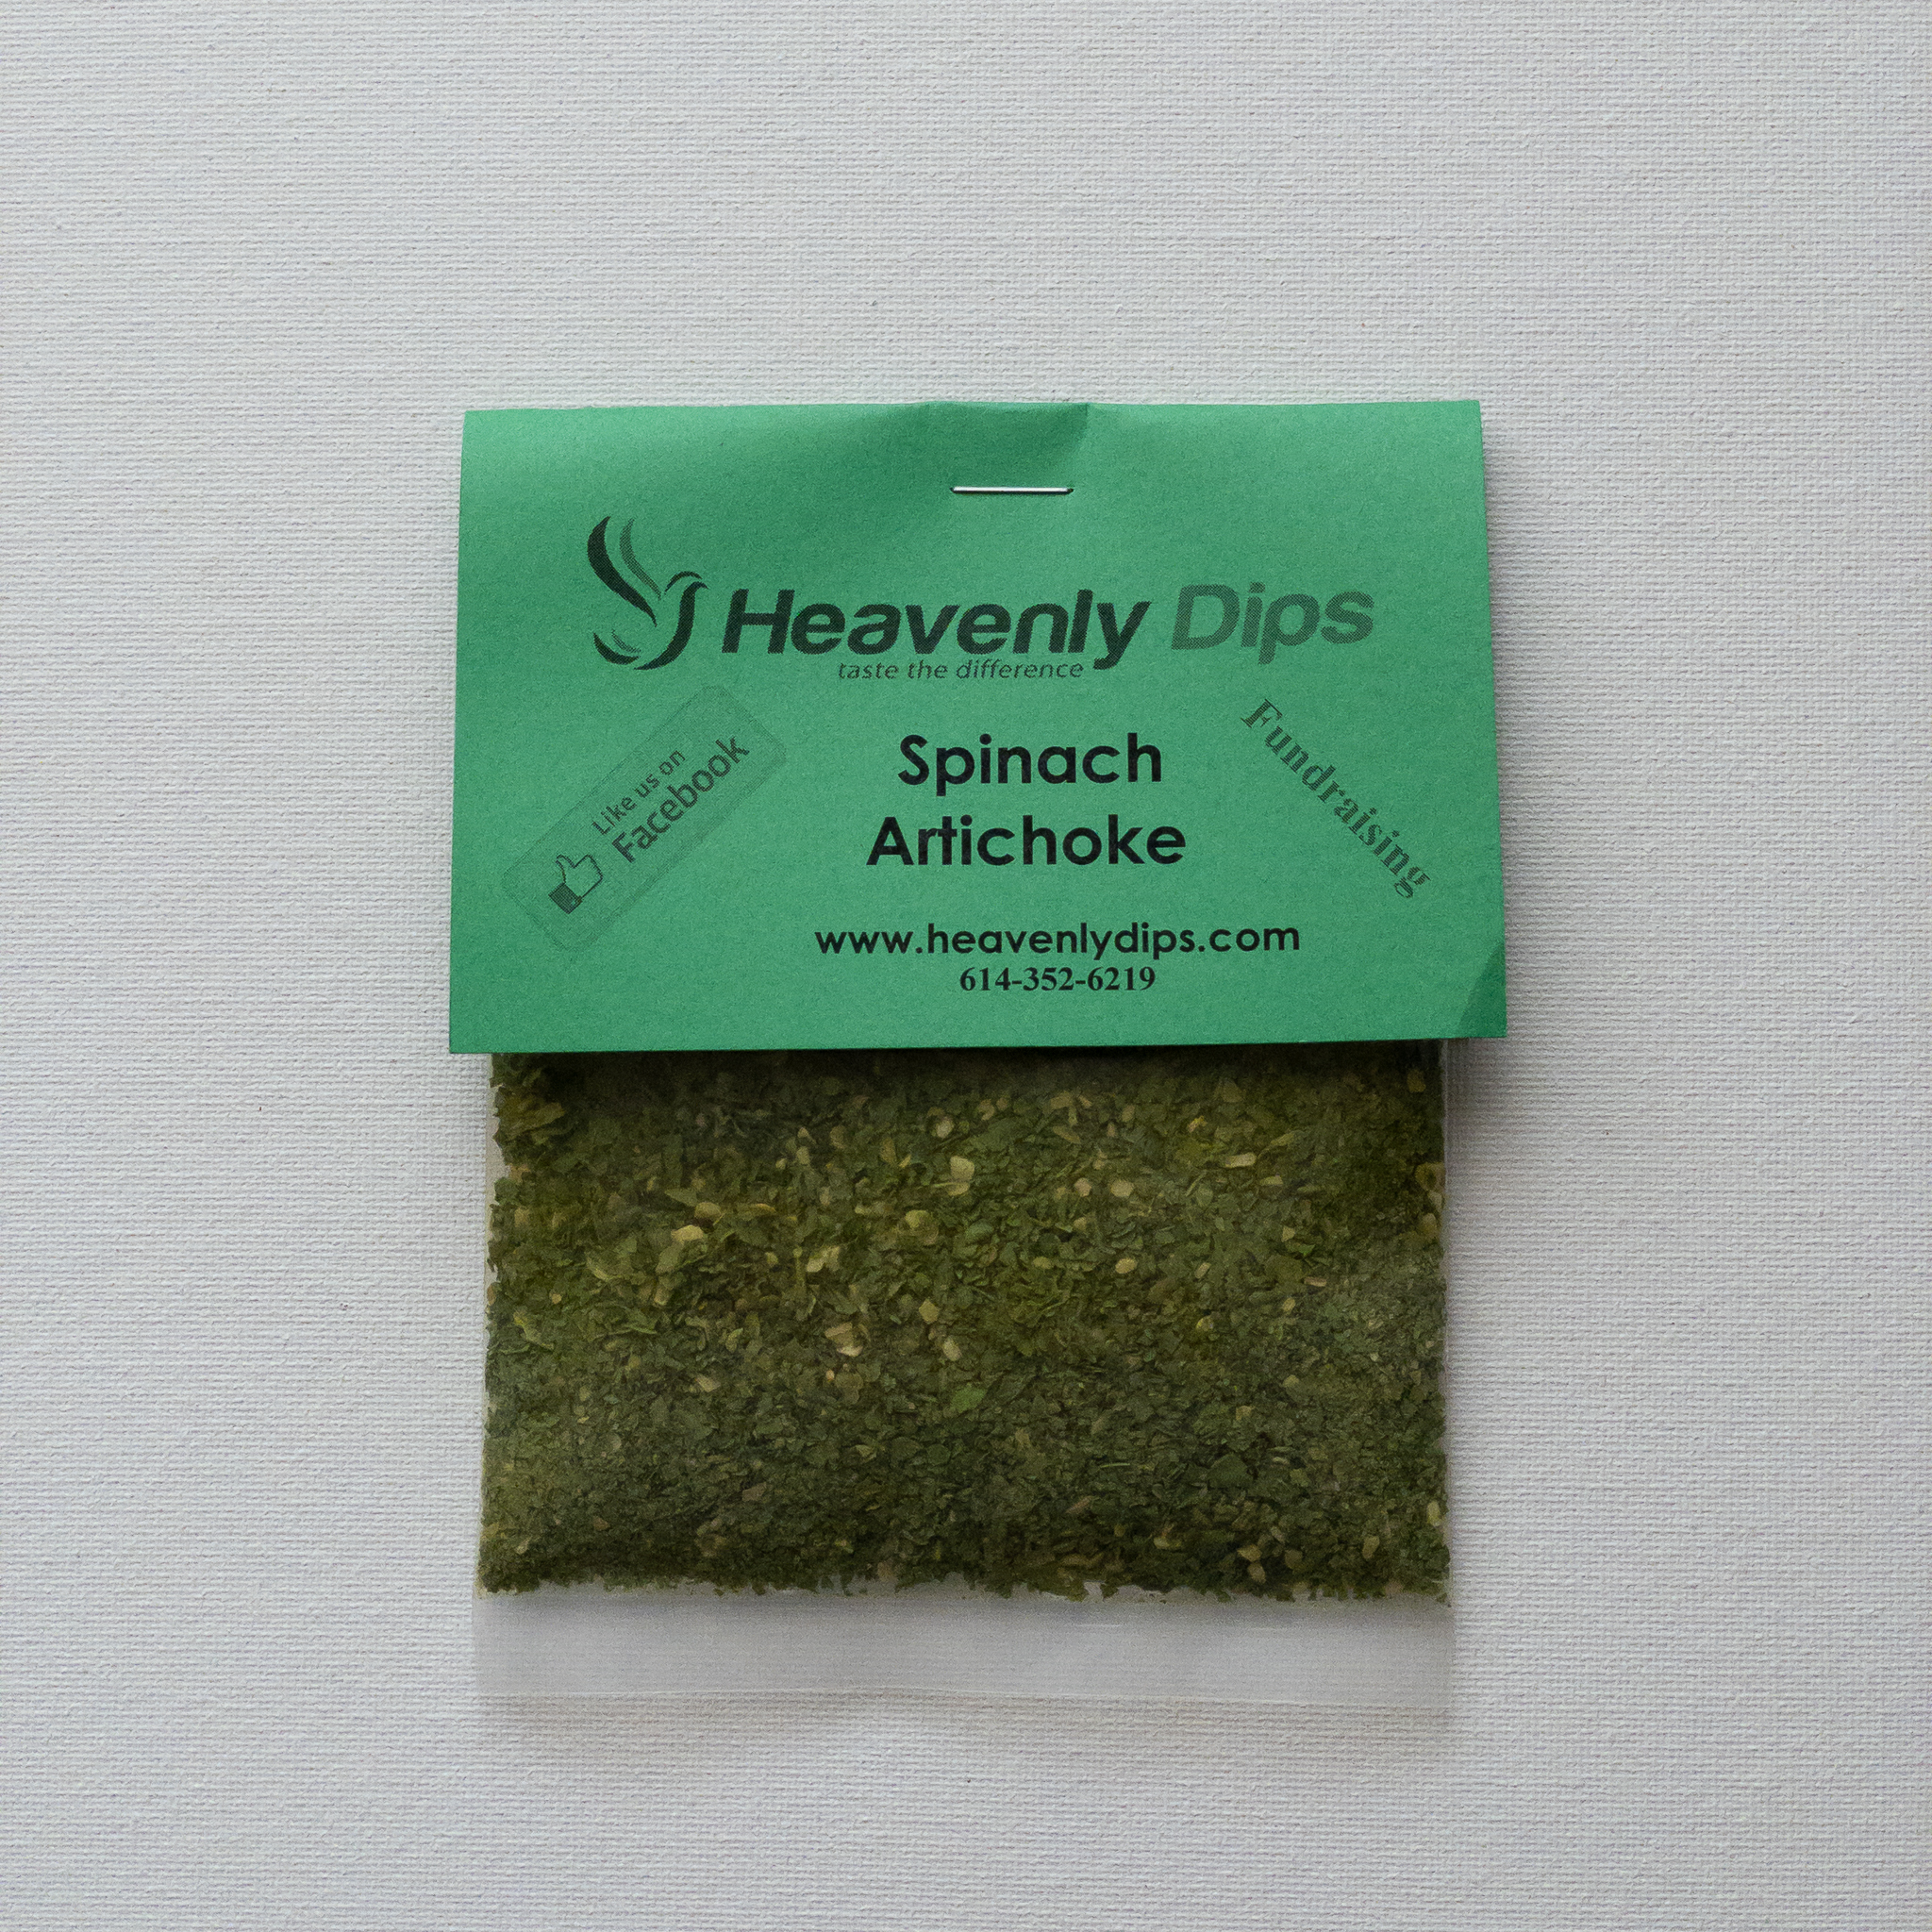 Heavenly Dips
taste the difference
Like us on
Facebook
Fundraising
Spinach
Artichoke
www.heavenlydips.com
614-352-6219